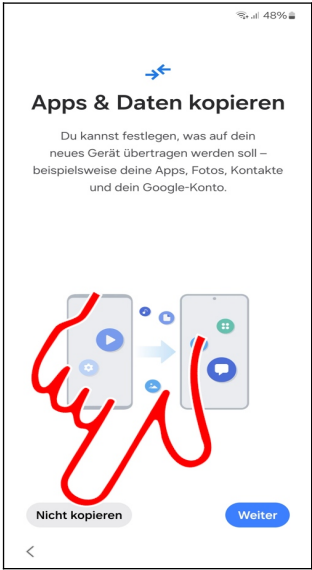 48%
Apps & Daten kopieren
Du kannst festlegen, was auf dein
neues Gerät übertragen werden soll –
beispielsweise deine Apps, Fotos, Kontakte
und dein Google-Konto.
Nicht kopieren
Weiter